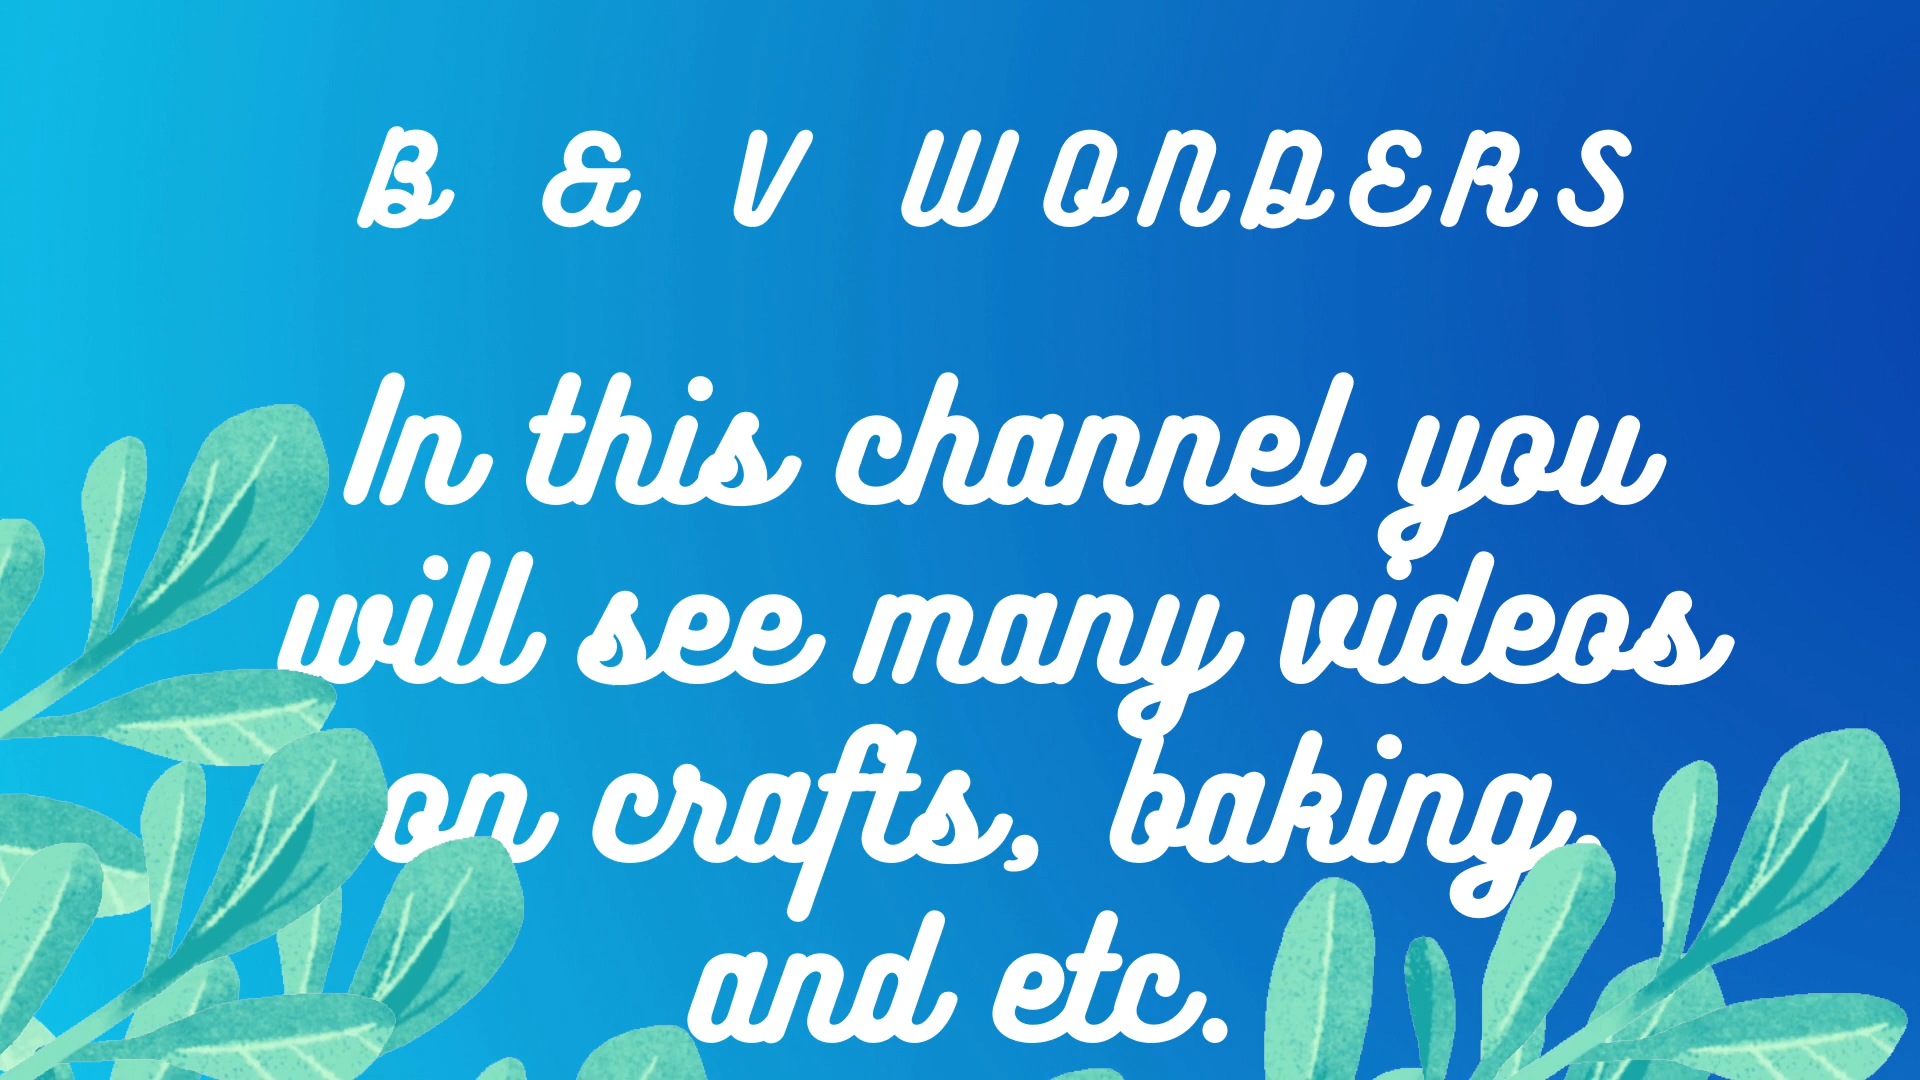 B & V WONDERS
In this channel you
will see many videos
on crafts, baking,
and etc.